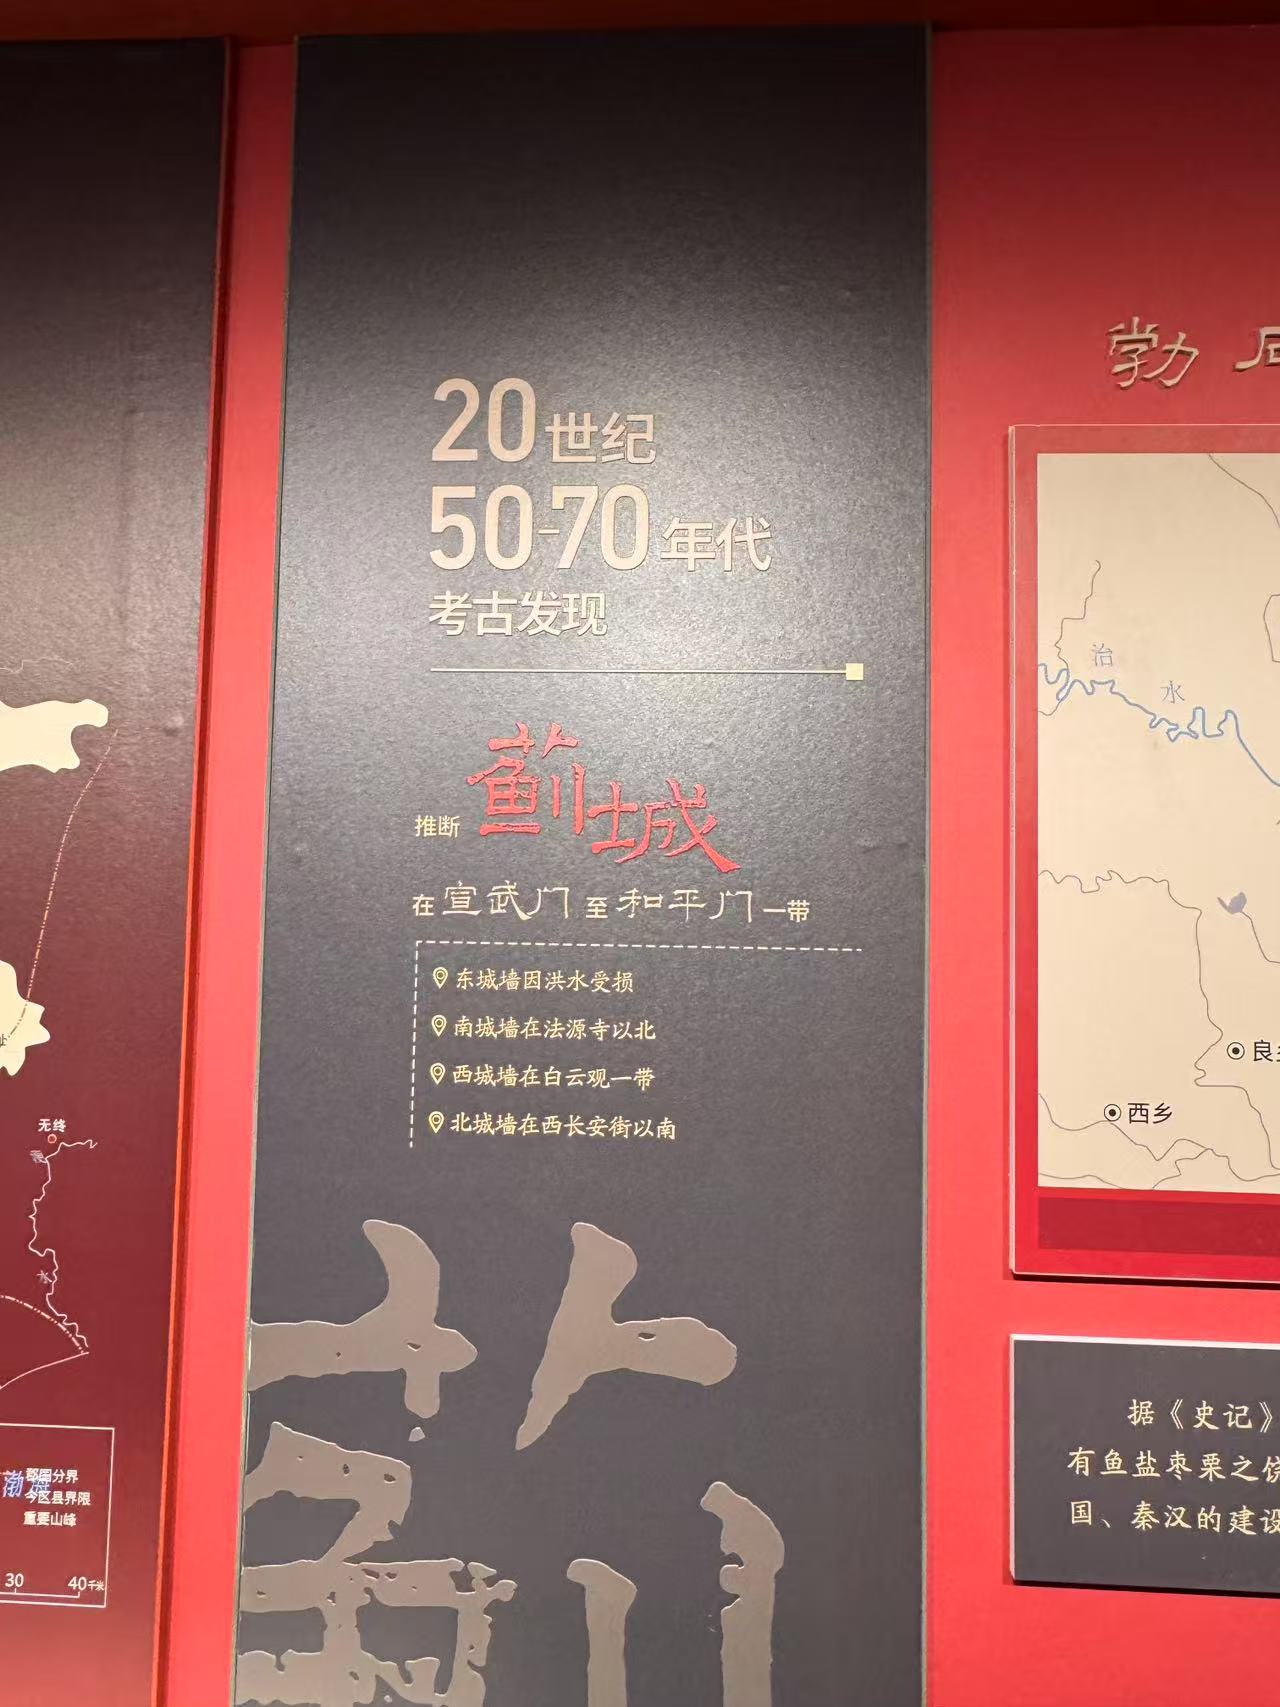 20世纪
50-70年代
考古发现
推断 蓟城
在宣武门至和平门一带
东城墙因洪水受损
南城墙在法源寺以北
西城墙在白云观一带
北城墙在西长安街以南
蓟
无终
水
渤海
郡国分界
今区县界限
重要山峰
30 40千米
勃
治水
良
西乡
据《史记》
有鱼盐枣栗之
国、秦汉的建设